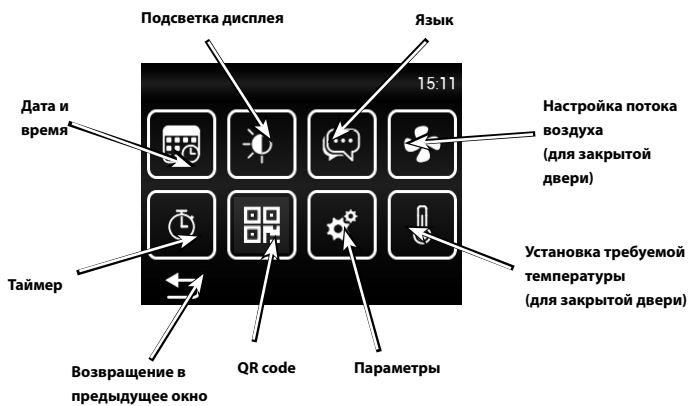 Подсветка дисплея
Язык
15:11
Дата и
время
Настройка потока
воздуха
(для закрытой
двери)
Таймер
Установка требуемой
температуры
(для закрытой двери)
Возвращение в
предыдущее окно
QR code
Параметры